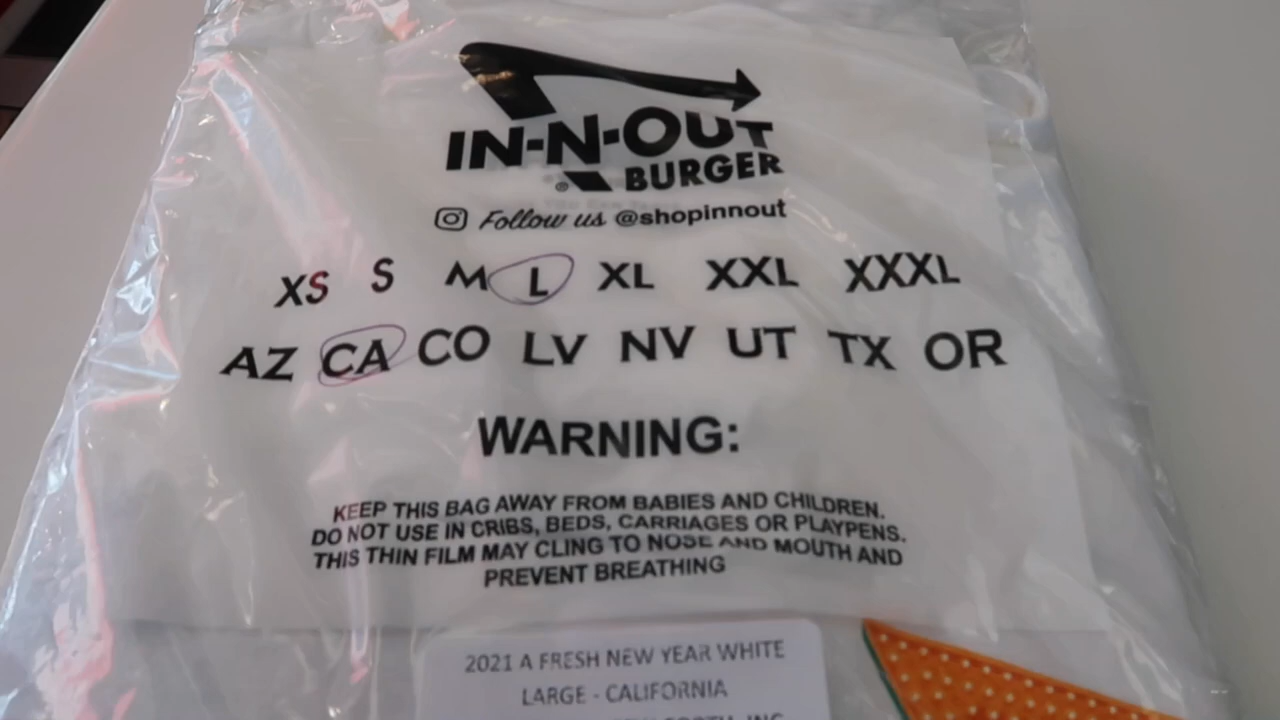 IN-N-OUT
® BURGER
Follow us @shopinnout
XS S M L XL XXL XXXL
AZ CA CO LV NV UT TX OR
WARNING:
KEEP THIS BAG AWAY FROM BABIES AND CHILDREN.
DO NOT USE IN CRIBS, BEDS, CARRIAGES OR PLAYPENS.
THIS THIN FILM MAY CLING TO NOSE AND MOUTH AND
PREVENT BREATHING
2021 A FRESH NEW YEAR WHITE
LARGE - CALIFORNIA
INC